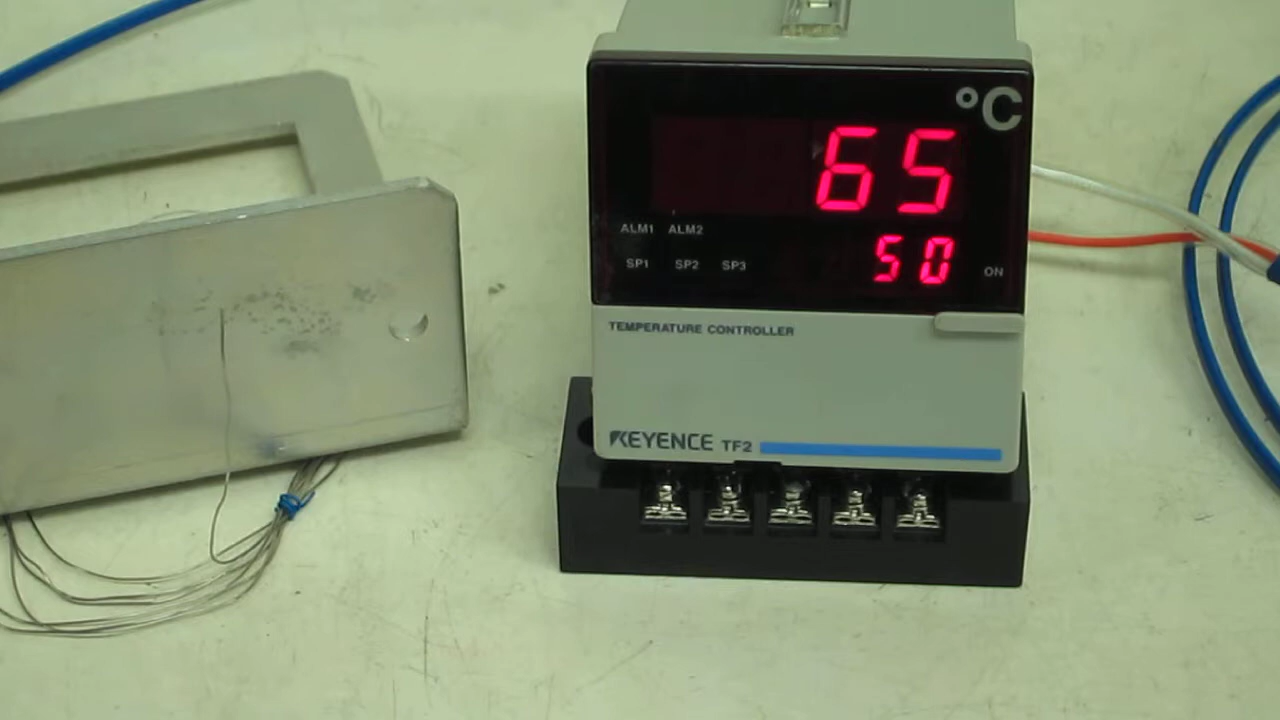 °C
65
ALM1 ALM2
50
SP1 SP2 SP3
ON
TEMPERATURE CONTROLLER
KEYENCE TF2